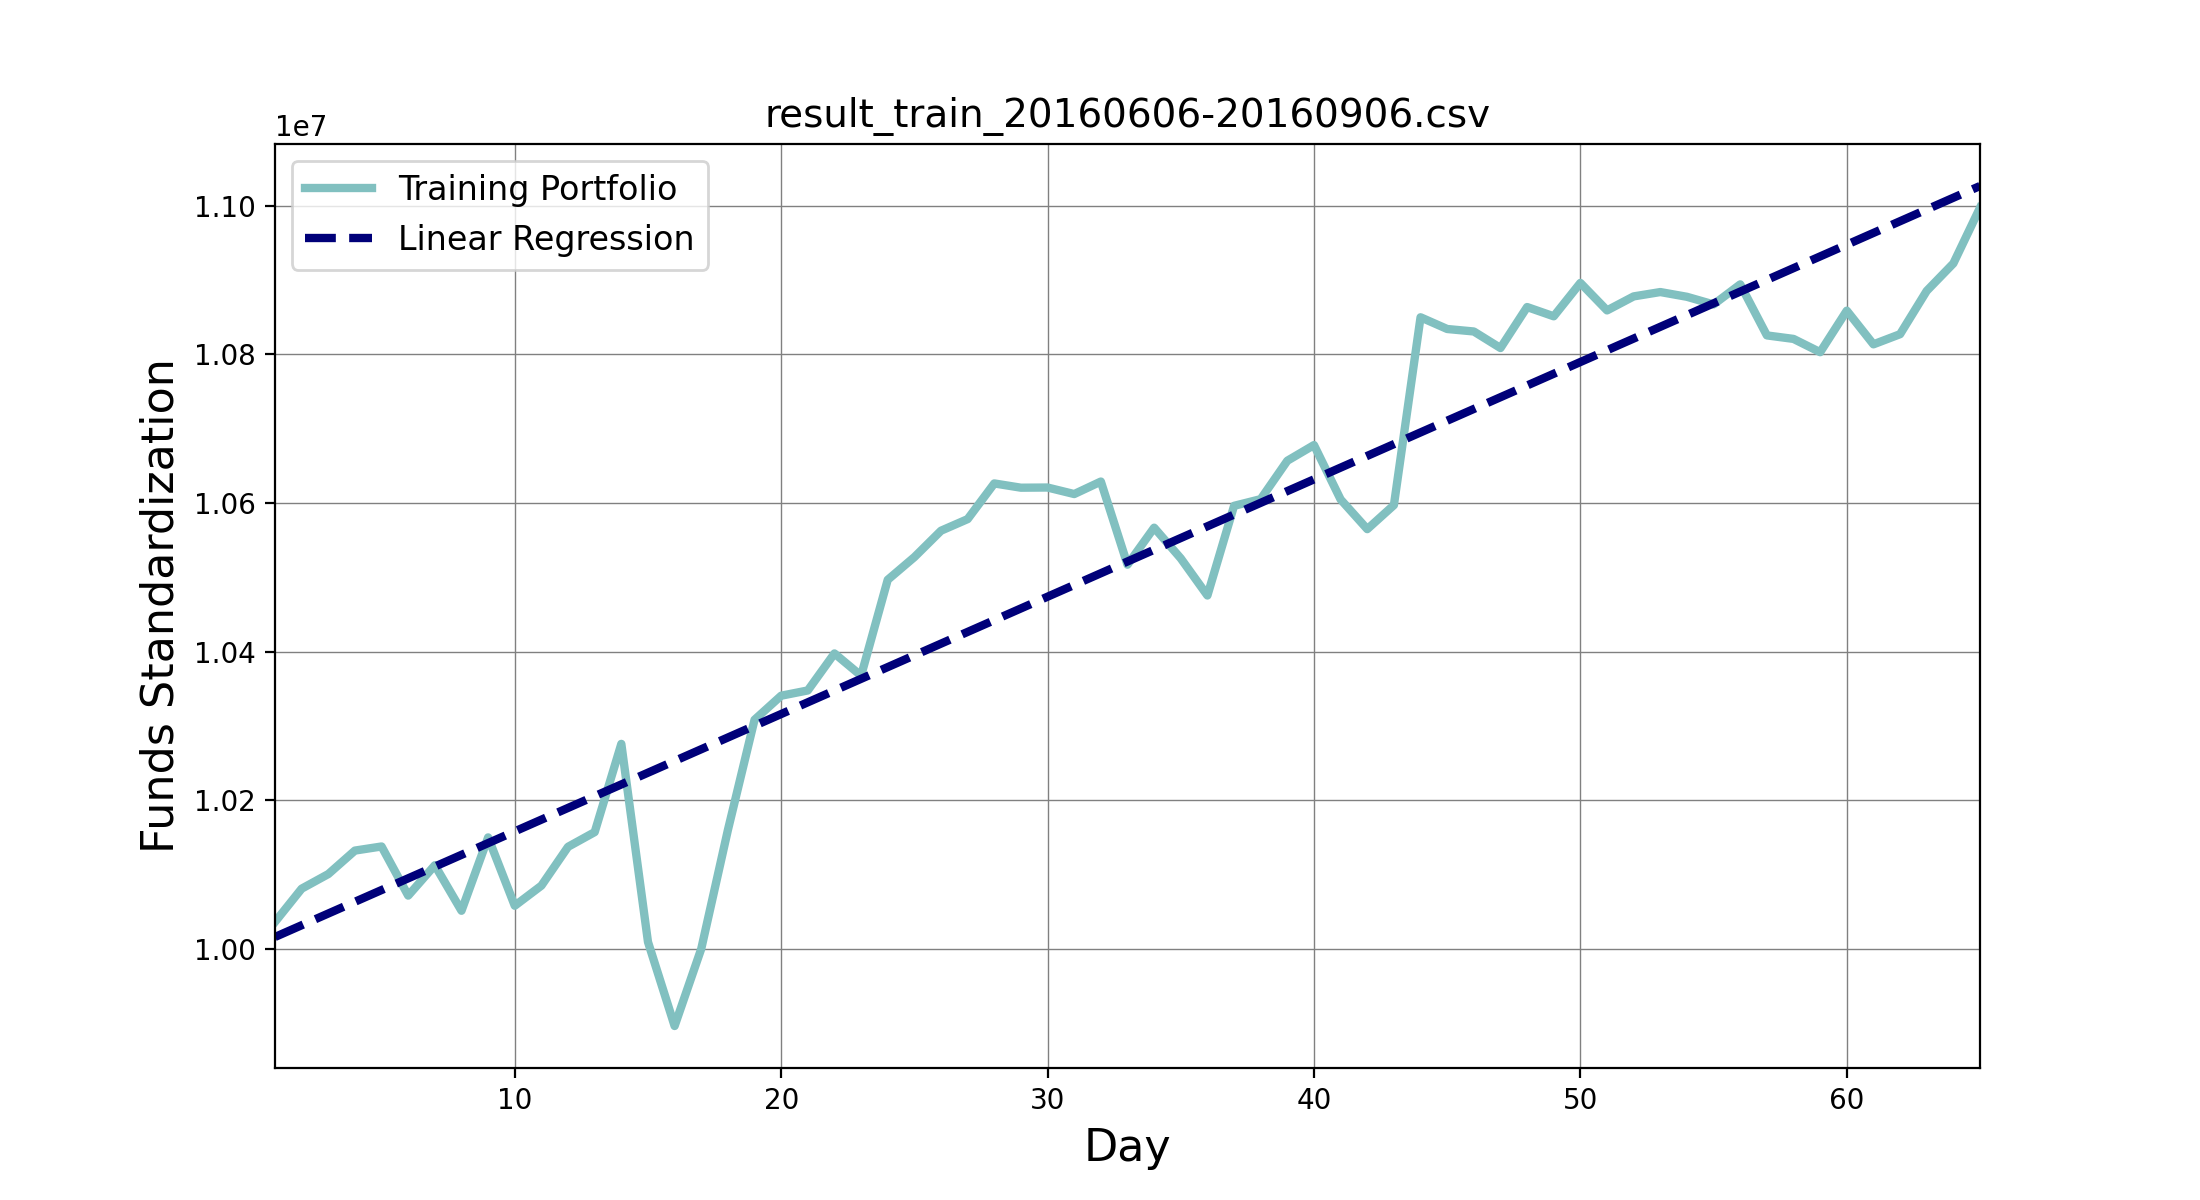 result_train_20160606-20160906.csv
1e7
Training Portfolio
Linear Regression
1.10
1.08
1.06
1.04
1.02
1.00
Funds Standardization
10 20 30 40 50 60
Day